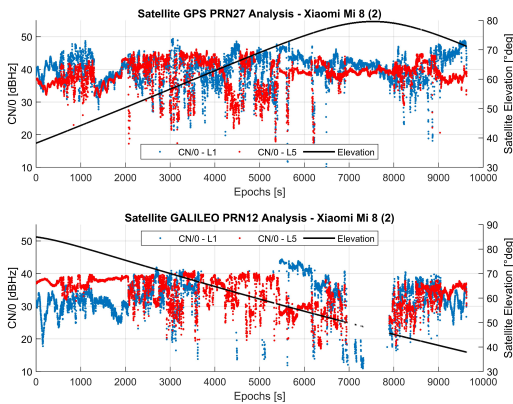 Satellite GPS PRN27 Analysis - Xiaomi Mi 8 (2)
CN/0 [dBHz]
50
40
30
20
10
80
70
60
50
40
30
Satellite Elevation [°deg]
CN/0 - L1 CN/0 - L5 Elevation
0 1000 2000 3000 4000 5000 6000 7000 8000 9000 10000
Epochs [s]
Satellite GALILEO PRN12 Analysis - Xiaomi Mi 8 (2)
CN/0 [dBHz]
50
40
30
20
10
90
80
70
60
50
40
30
Satellite Elevation [°deg]
CN/0 - L1 CN/0 - L5 Elevation
0 1000 2000 3000 4000 5000 6000 7000 8000 9000 10000
Epochs [s]